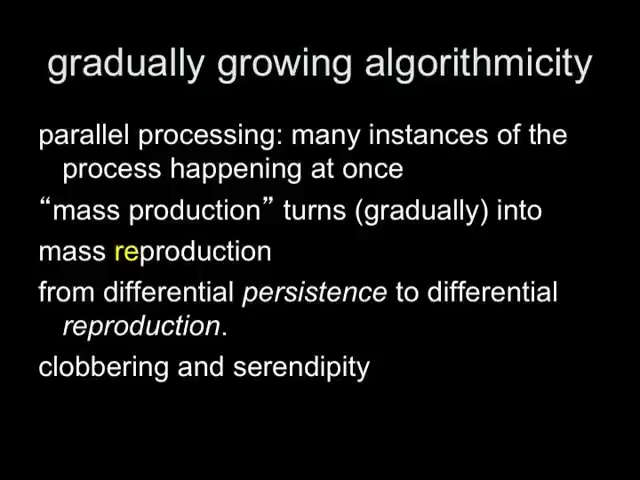 gradually growing algorithmicity
parallel processing: many instances of the
process happening at once
“mass production” turns (gradually) into
mass reproduction
from differential persistence to differential
reproduction.
clobbering and serendipity